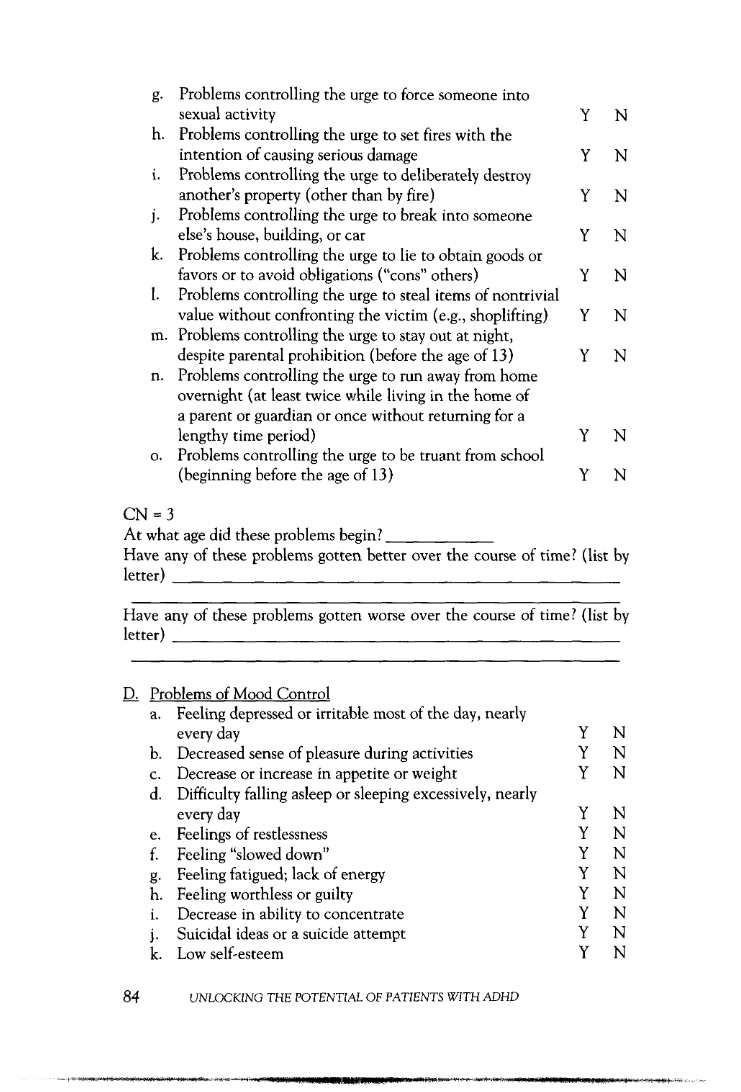 g. Problems controlling the urge to force someone into
sexual activity Y N
h. Problems controlling the urge to set fires with the
intention of causing serious damage Y N
i. Problems controlling the urge to deliberately destroy
another's property (other than by fire) Y N
j. Problems controlling the urge to break into someone
else's house, building, or car Y N
k. Problems controlling the urge to lie to obtain goods or
favors or to avoid obligations ("cons" others) Y N
l. Problems controlling the urge to steal items of nontrivial
value without confronting the victim (e.g., shoplifting) Y N
m. Problems controlling the urge to stay out at night,
despite parental prohibition (before the age of 13) Y N
n. Problems controlling the urge to run away from home
overnight (at least twice while living in the home of
a parent or guardian or once without returning for a
lengthy time period) Y N
o. Problems controlling the urge to be truant from school
(beginning before the age of 13) Y N
CN = 3
At what age did these problems begin? ____________
Have any of these problems gotten better over the course of time? (list by
letter) ____________
Have any of these problems gotten worse over the course of time? (list by
letter) ____________
D. Problems of Mood Control
a. Feeling depressed or irritable most of the day, nearly
every day Y N
b. Decreased sense of pleasure during activities Y N
c. Decrease or increase in appetite or weight Y N
d. Difficulty falling asleep or sleeping excessively, nearly
every day Y N
e. Feelings of restlessness Y N
f. Feeling "slowed down" Y N
g. Feeling fatigued; lack of energy Y N
h. Feeling worthless or guilty Y N
i. Decrease in ability to concentrate Y N
j. Suicidal ideas or a suicide attempt Y N
k. Low self-esteem Y N
84 UNLOCKING THE POTENTIAL OF PATIENTS WITH ADHD